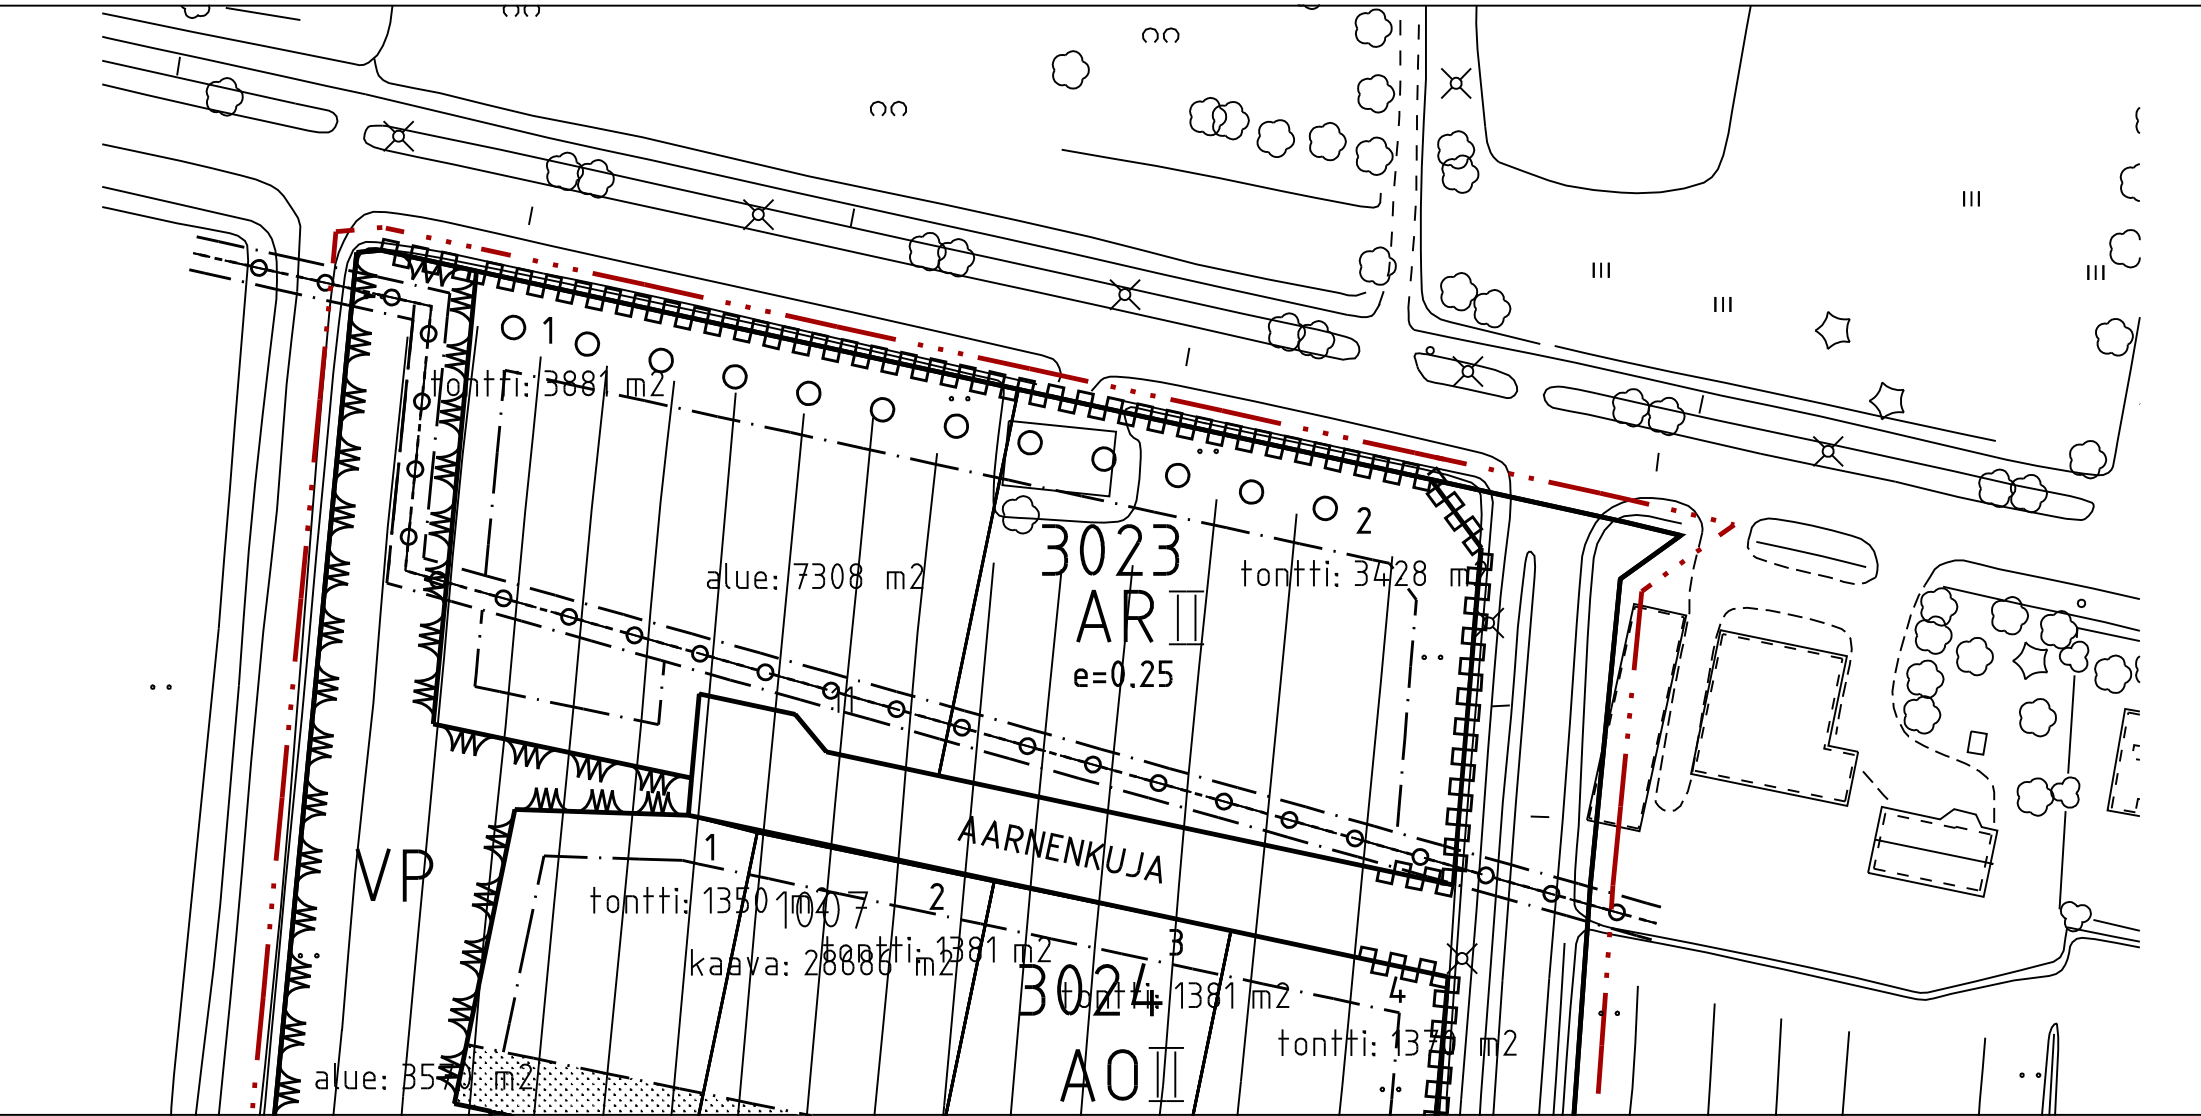 1
tontti: 3881 m2
2
3023
alue: 7308 m2
tontti: 3428 m2
AR II
e=0.25
11
AARNENKUJA
1
VP
tontti: 1350 m2
1007
2
3
tontti: 1381 m2
kaava: 28686 m2
3024
tontti: 1381 m2
4
tontti: 1370 m2
AO II
alue: m2